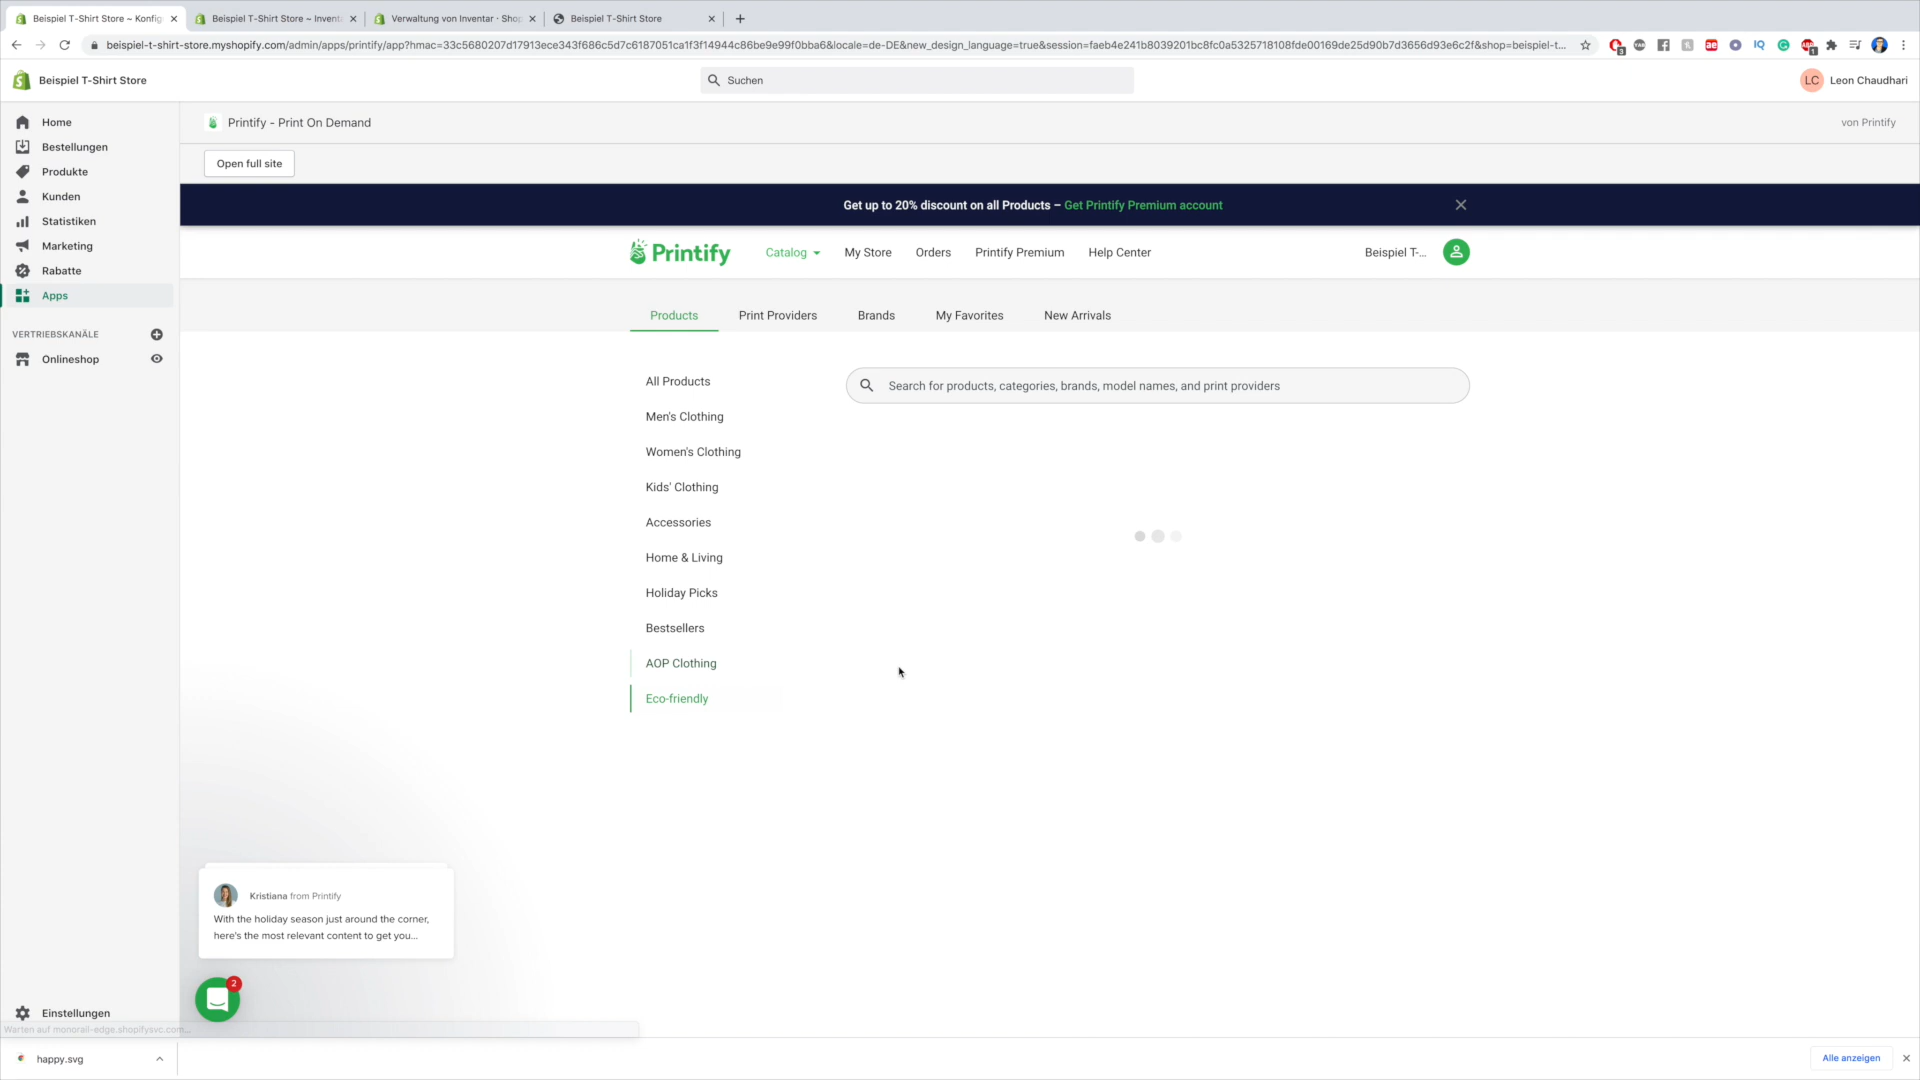 Beispiel T-Shirt Store ~ Konfig
Beispiel T-Shirt Store ~ Invent
Verwaltung von Inventar · Shop
Beispiel T-Shirt Store
beispiel-t-shirt-store.myshopify.com/admin/apps/printify/app?hmac=33c5680207d17913ece343f686c5d7c6187051ca1f3f14944c86be9e99f0bba6&locale=de-DE&new_design_language=true&session=faeb4e241b8039201bc8fc0a5325718108fde00169de25d90b7d3656d93e6c2f&shop=beispiel-t...
Beispiel T-Shirt Store
Suchen
LC
Leon Chaudhari
Home
Bestellungen
Produkte
Kunden
Statistiken
Marketing
Rabatte
Apps
VERTRIEBSKANÄLE
Onlineshop
Einstellungen
Printify - Print On Demand
von Printify
Open full site
Get up to 20% discount on all Products – Get Printify Premium account
Printify
Catalog
My Store
Orders
Printify Premium
Help Center
Beispiel T-...
Products
Print Providers
Brands
My Favorites
New Arrivals
All Products
Men's Clothing
Women's Clothing
Kids' Clothing
Accessories
Home & Living
Holiday Picks
Bestsellers
AOP Clothing
Eco-friendly
Search for products, categories, brands, model names, and print providers
Kristiana from Printify
With the holiday season just around the corner,
here's the most relevant content to get you...
2
Warten auf monorail-edge.shopifysvc.com...
happy.svg
Alle anzeigen